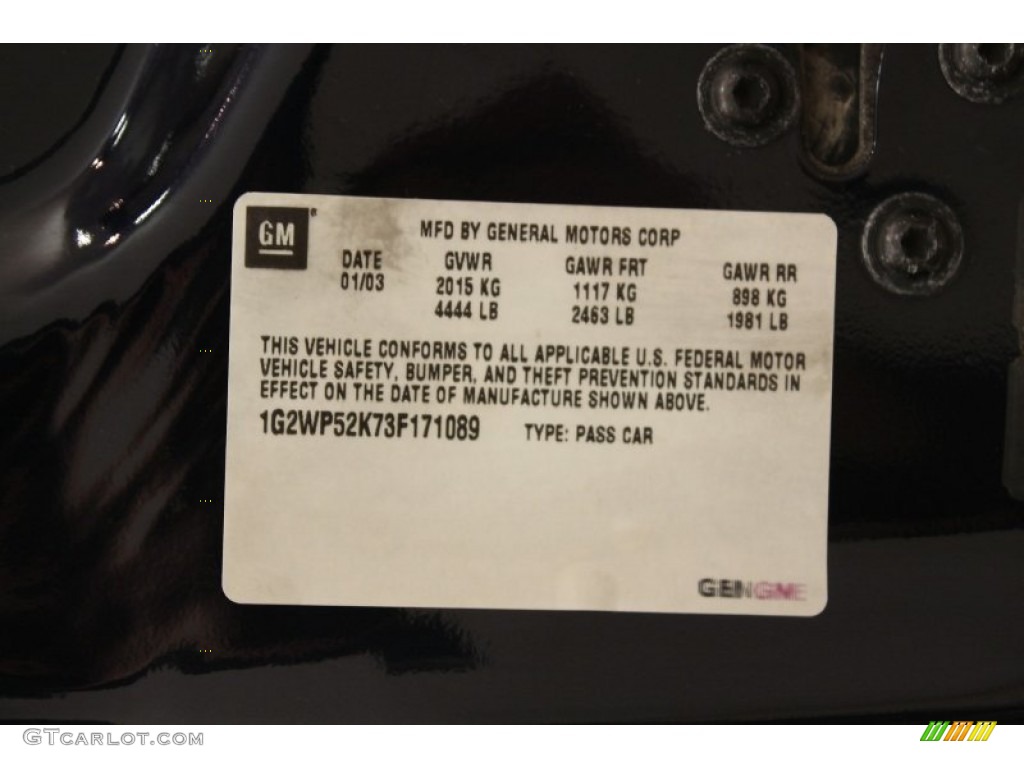 GM
MFD BY GENERAL MOTORS CORP
DATE GVWR GAWR FRT GAWR RR
01/03 2015 KG 1117 KG 898 KG
4444 LB 2463 LB 1981 LB
THIS VEHICLE CONFORMS TO ALL APPLICABLE U.S. FEDERAL MOTOR
VEHICLE SAFETY, BUMPER, AND THEFT PREVENTION STANDARDS IN
EFFECT ON THE DATE OF MANUFACTURE SHOWN ABOVE.
1G2WP52K73F171089 TYPE: PASS CAR
GENGME
GTCarlot.com